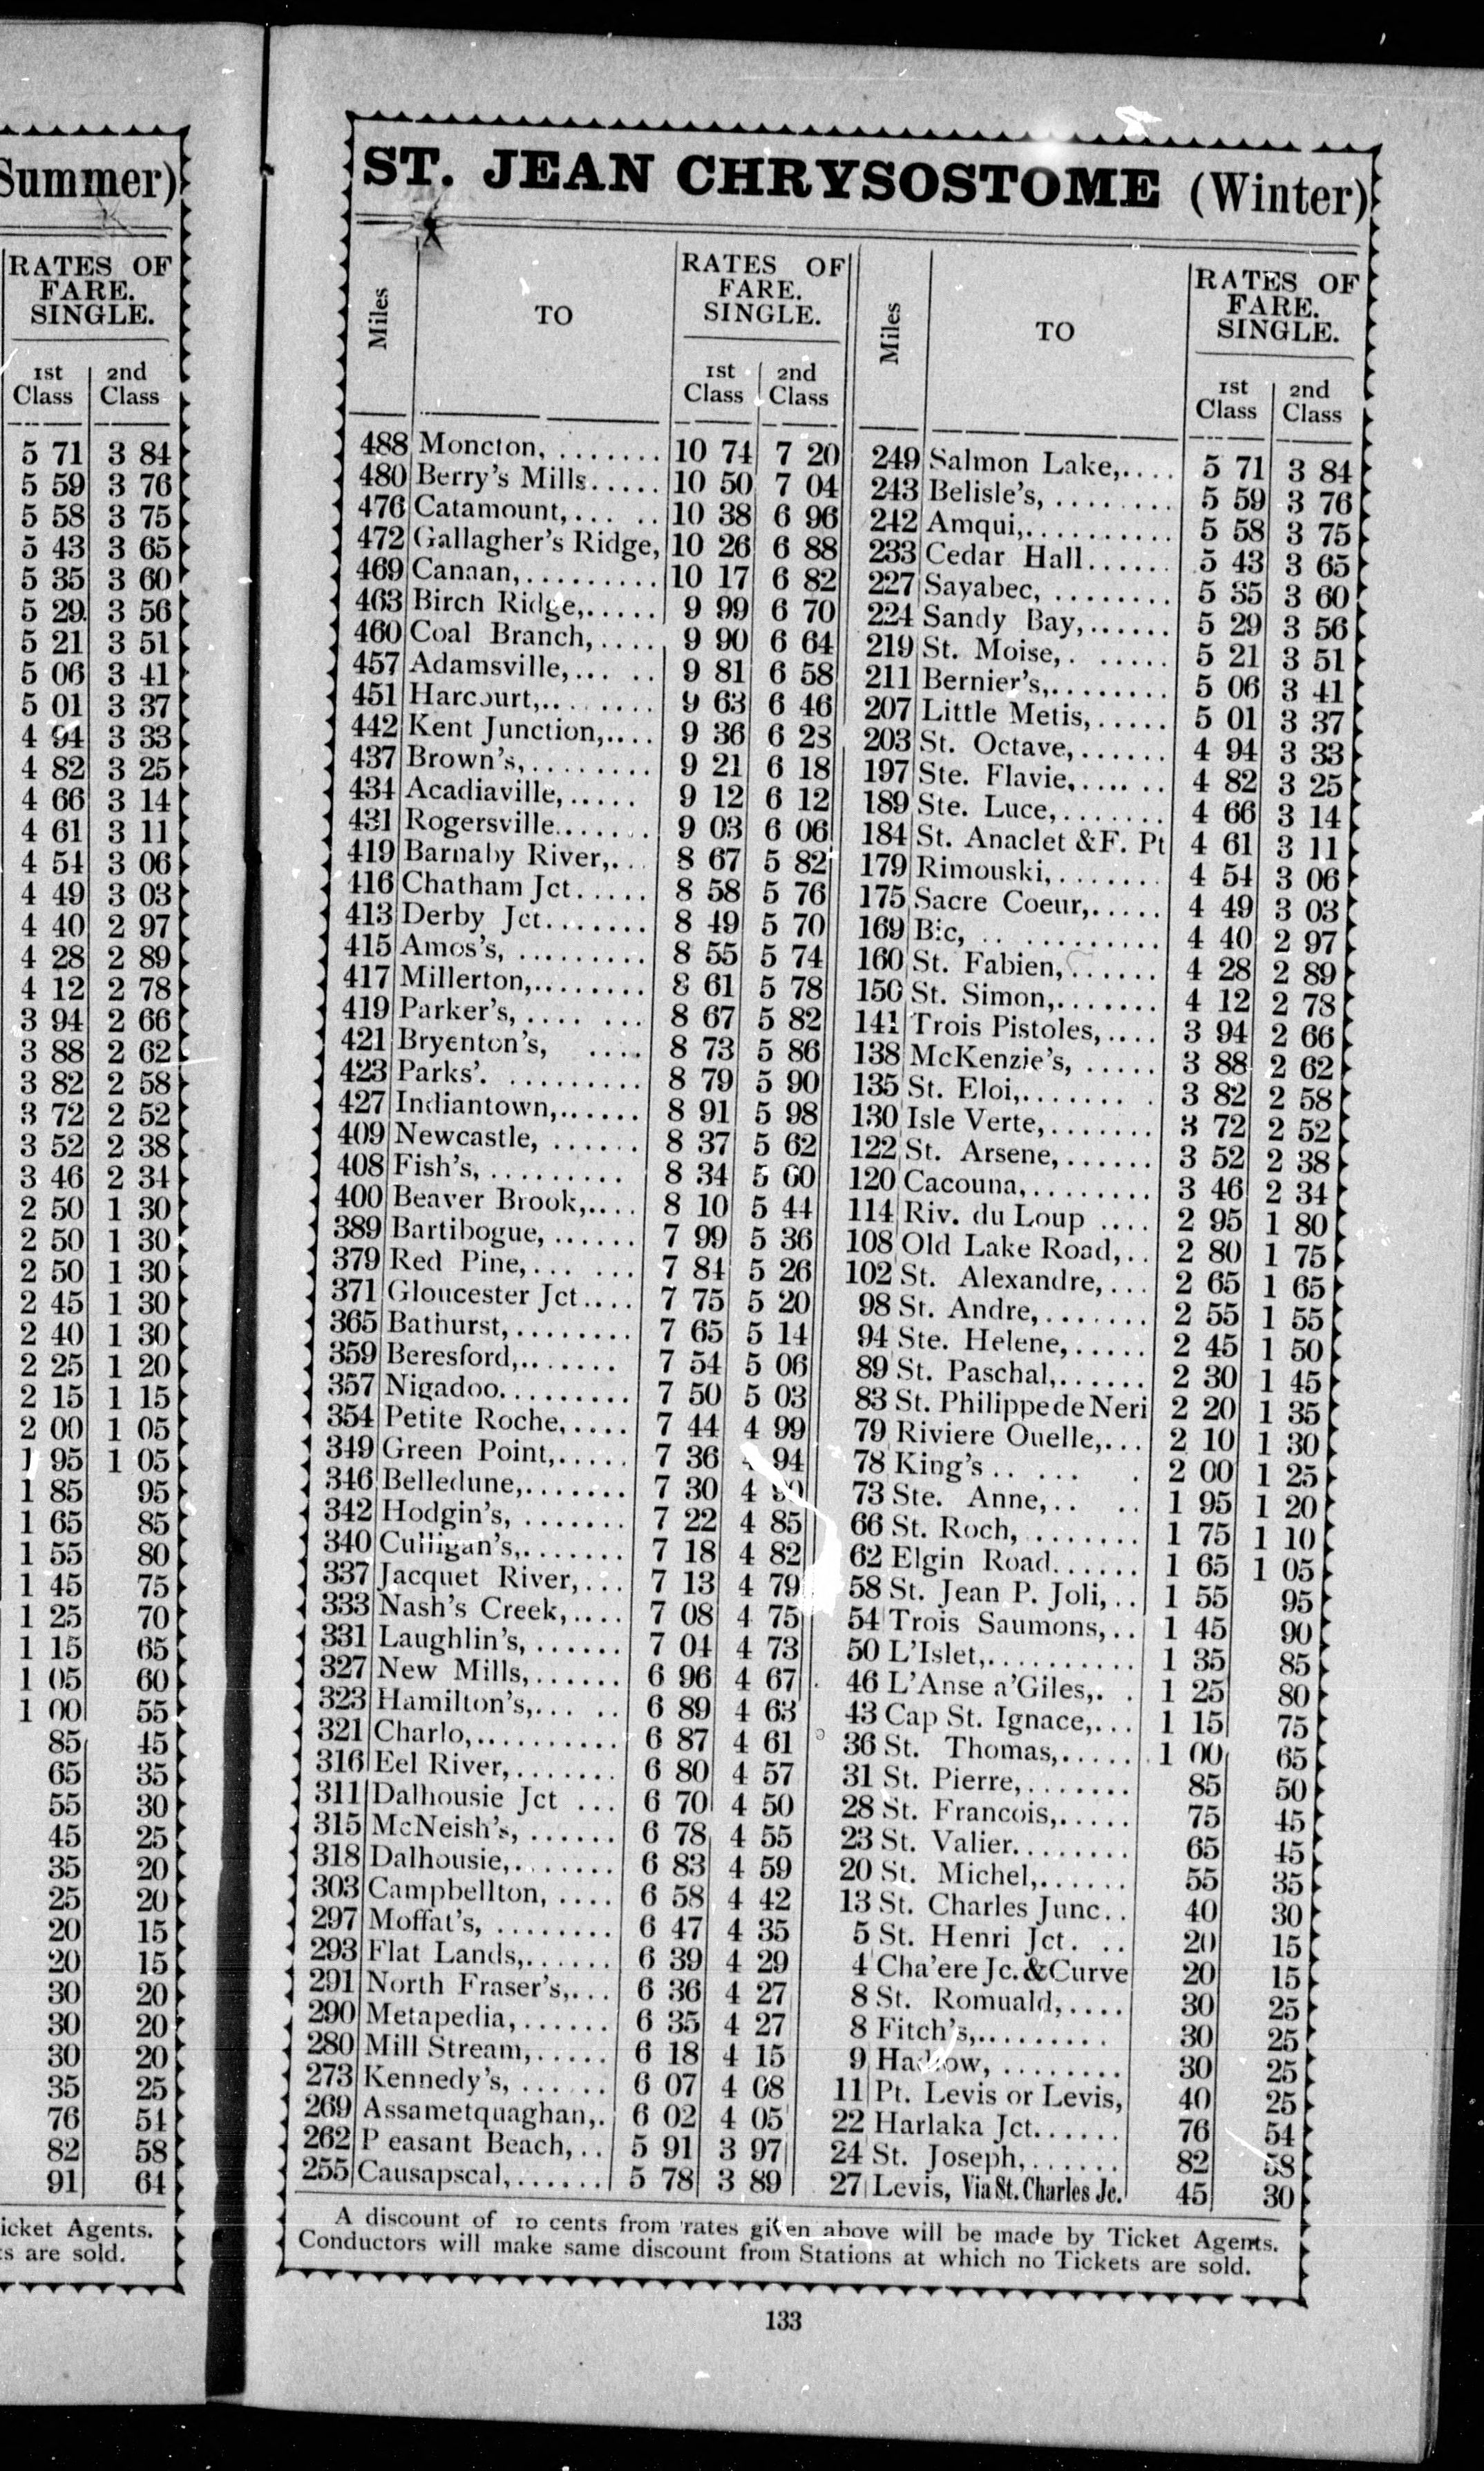 Summer)
RATES OF
FARE.
SINGLE.
1st 2nd
Class Class
5 71 3 84
5 59 3 76
5 58 3 75
5 43 3 65
5 35 3 60
5 29 3 56
5 21 3 51
5 06 3 41
5 01 3 37
4 94 3 33
4 82 3 25
4 66 3 14
4 61 3 11
4 54 3 06
4 49 3 03
4 40 2 97
4 28 2 89
4 12 2 78
3 94 2 66
3 88 2 62
3 82 2 58
3 72 2 52
3 52 2 38
3 46 2 34
2 50 1 30
2 50 1 30
2 50 1 30
2 45 1 30
2 40 1 30
2 25 1 20
2 15 1 15
2 00 1 05
1 95 1 05
1 85 95
1 65 85
1 55 80
1 45 75
1 25 70
1 15 65
1 05 60
1 00 55
85 45
65 35
55 30
45 25
35 20
25 20
20 15
20 15
30 20
30 20
30 20
35 25
76 54
82 58
91 64
icket Agents.
s are sold.
ST. JEAN CHRYSOSTOME (Winter)
Miles
TO
RATES OF
FARE.
SINGLE.
1st 2nd
Class Class
488 Moncton, ........ 10 74 7 20
480 Berry's Mills..... 10 50 7 04
476 Catamount,... .. 10 38 6 96
472 Gallagher's Ridge, 10 26 6 88
469 Canaan,......... 10 17 6 82
463 Birch Ridge,..... 9 99 6 70
460 Coal Branch,.... 9 90 6 64
457 Adamsville,... .. 9 81 6 58
451 Harcourt,........ 9 63 6 46
442 Kent Junction,.... 9 36 6 28
437 Brown's,........ 9 21 6 18
434 Acadiaville,..... 9 12 6 12
431 Rogersville....... 9 03 6 06
419 Barnaby River,... 8 67 5 82
416 Chatham Jct..... 8 58 5 76
413 Derby Jct....... 8 49 5 70
415 Amos's, ......... 8 55 5 74
417 Millerton,........ 8 61 5 78
419 Parker's,.... ... 8 67 5 82
421 Bryenton's, .... 8 73 5 86
423 Parks'. ......... 8 79 5 90
427 Indiantown,...... 8 91 5 98
409 Newcastle, ...... 8 37 5 62
408 Fish's,.......... 8 34 5 60
400 Beaver Brook,.... 8 10 5 44
389 Bartibogue, ...... 7 99 5 36
379 Red Pine,... ... 7 84 5 26
371 Gloucester Jct.... 7 75 5 20
365 Bathurst,........ 7 65 5 14
359 Beresford,....... 7 54 5 06
357 Nigadoo......... 7 50 5 03
354 Petite Roche,.... 7 44 4 99
349 Green Point,..... 7 36 94
346 Belledune,....... 7 30 4 90
342 Hodgin's, ....... 7 22 4 85
340 Culligan's,....... 7 18 4 82
337 Jacquet River,... 7 13 4 79
333 Nash's Creek,.... 7 08 4 75
331 Laughlin's, ...... 7 04 4 73
327 New Mills,...... 6 96 4 67
323 Hamilton's,... .. 6 89 4 63
321 Charlo,.......... 6 87 4 61
316 Eel River,....... 6 80 4 57
311 Dalhousie Jct ... 6 70 4 50
315 McNeish's, ...... 6 78 4 55
318 Dalhousie,....... 6 83 4 59
303 Campbellton, .... 6 58 4 42
297 Moffat's, ........ 6 47 4 35
293 Flat Lands,...... 6 39 4 29
291 North Fraser's,... 6 36 4 27
290 Metapedia,...... 6 35 4 27
280 Mill Stream,..... 6 18 4 15
273 Kennedy's, ...... 6 07 4 08
269 Assametquaghan,. 6 02 4 05
262 P easant Beach,.. 5 91 3 97
255 Causapscal,...... 5 78 3 89
Miles
TO
RATES OF
FARE.
SINGLE.
1st 2nd
Class Class
249 Salmon Lake,.... 5 71 3 84
243 Belisle's, ........ 5 59 3 76
242 Amqui,.......... 5 58 3 75
233 Cedar Hall...... 5 43 3 65
227 Sayabec, ........ 5 35 3 60
224 Sandy Bay,...... 5 29 3 56
219 St. Moise,. ..... 5 21 3 51
211 Bernier's,........ 5 06 3 41
207 Little Metis,..... 5 01 3 37
203 St. Octave,...... 4 94 3 33
197 Ste. Flavie,.... .. 4 82 3 25
189 Ste. Luce,....... 4 66 3 14
184 St. Anaclet & F. Pt 4 61 3 11
179 Rimouski,....... 4 54 3 06
175 Sacre Coeur,..... 4 49 3 03
169 Bic, .. .......... 4 40 2 97
160 St. Fabien,...... 4 28 2 89
150 St. Simon,....... 4 12 2 78
141 Trois Pistoles,.... 3 94 2 66
138 McKenzie's, ..... 3 88 2 62
135 St. Eloi,....... . 3 82 2 58
130 Isle Verte,....... 3 72 2 52
122 St. Arsene,...... 3 52 2 38
120 Cacouna,........ 3 46 2 34
114 Riv. du Loup .... 2 95 1 80
108 Old Lake Road,.. 2 80 1 75
102 St. Alexandre,... 2 65 1 65
98 St. Andre,....... 2 55 1 55
94 Ste. Helene,..... 2 45 1 50
89 St. Paschal,...... 2 30 1 45
83 St. Philippe de Neri 2 20 1 35
79 Riviere Ouelle,... 2 10 1 30
78 King's.. ... . 2 00 1 25
73 Ste. Anne,.. .. 1 95 1 20
66 St. Roch, ....... 1 75 1 10
62 Elgin Road...... 1 65 1 05
58 St. Jean P. Joli,.. 1 55 95
54 Trois Saumons,.. 1 45 90
50 L'Islet,.......... 1 35 85
46 L'Anse a'Giles,. . 1 25 80
43 Cap St. Ignace,... 1 15 75
36 St. Thomas,..... 1 00 65
31 St. Pierre,....... 85 50
28 St. Francois,..... 75 45
23 St. Valier........ 65 45
20 St. Michel,...... 55 35
13 St. Charles Junc.. 40 30
5 St. Henri Jct. .. 20 15
4 Cha'ere Jc. & Curve 20 15
8 St. Romuald,.... 30 25
8 Fitch's,......... 30 25
9 Hadlow, ........ 30 25
11 Pt. Levis or Levis, 40 25
22 Harlaka Jct...... 76 54
24 St. Joseph,...... 82 58
27 Levis, Via St. Charles Jc. 45 30
A discount of 10 cents from rates given above will be made by Ticket Agents.
Conductors will make same discount from Stations at which no Tickets are sold.
133